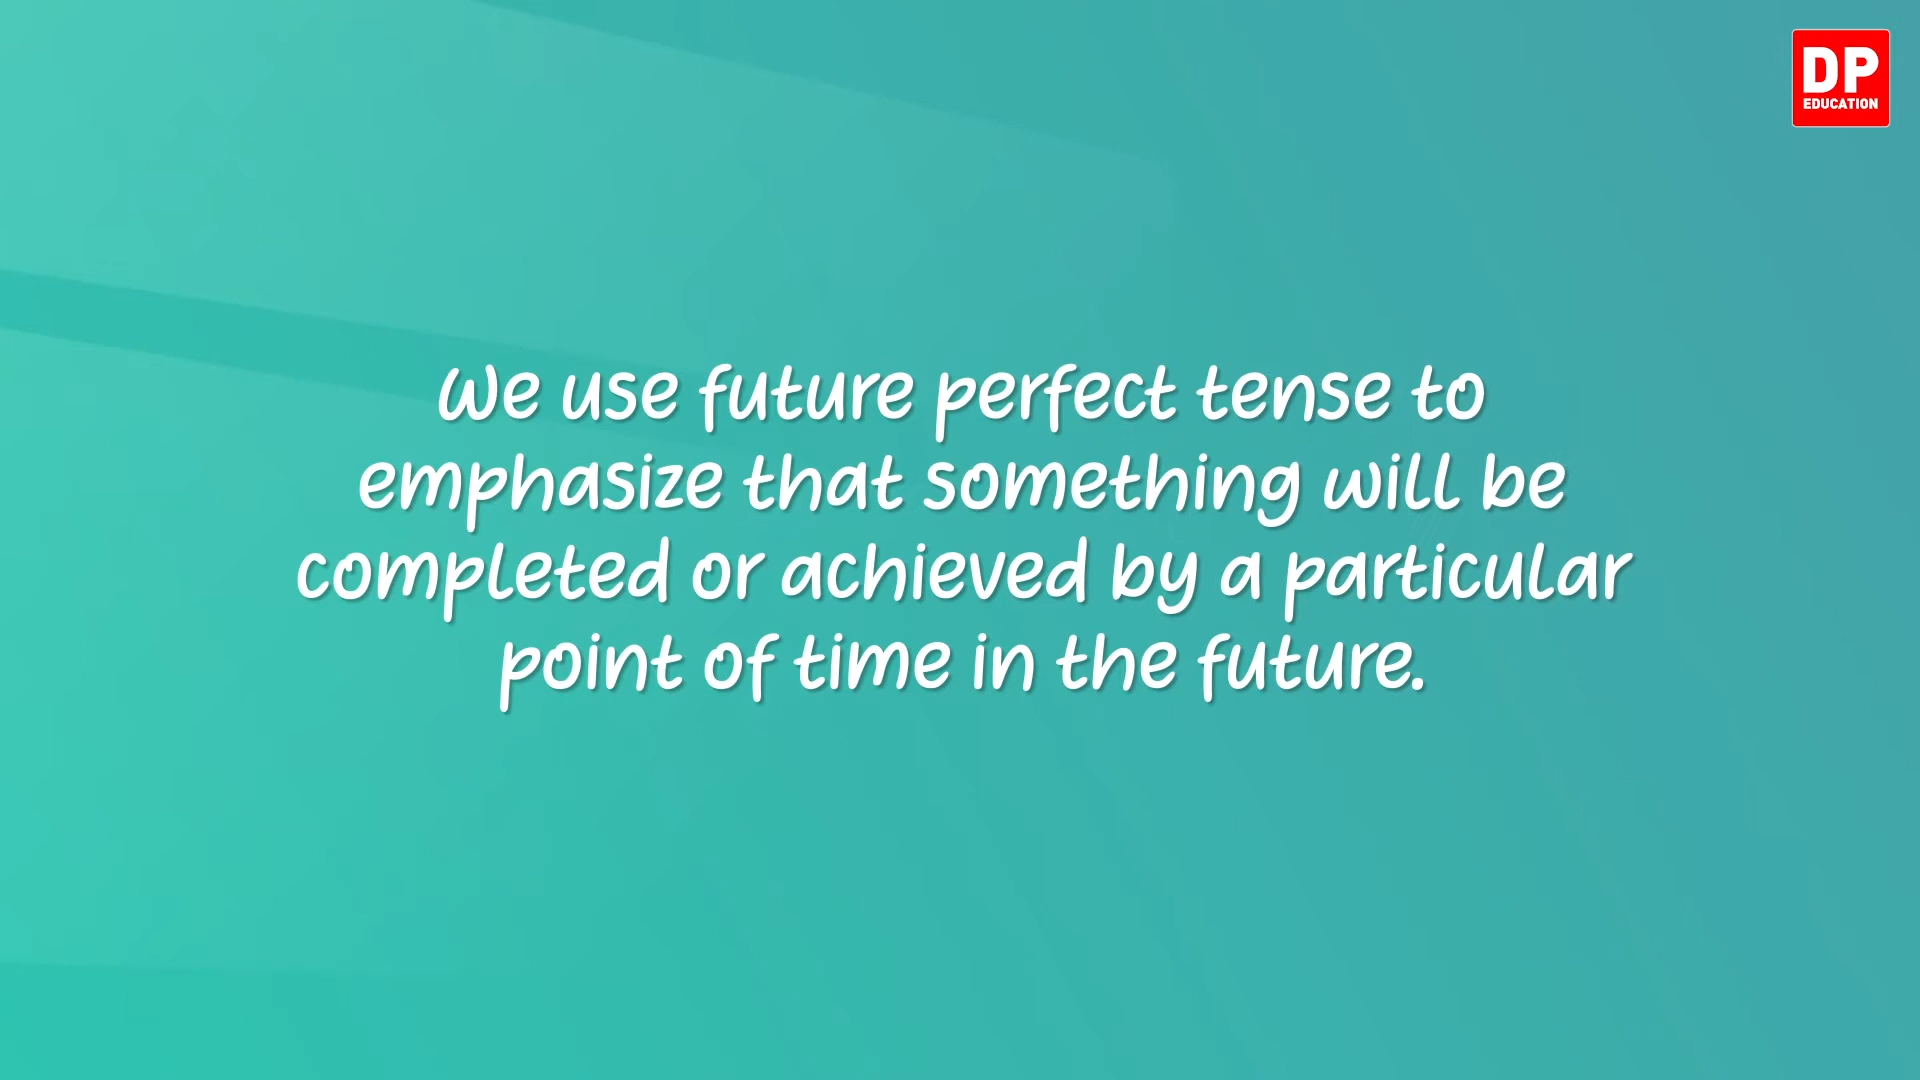 DP
EDUCATION
We use future perfect tense to
emphasize that something will be
completed or achieved by a particular
point of time in the future.